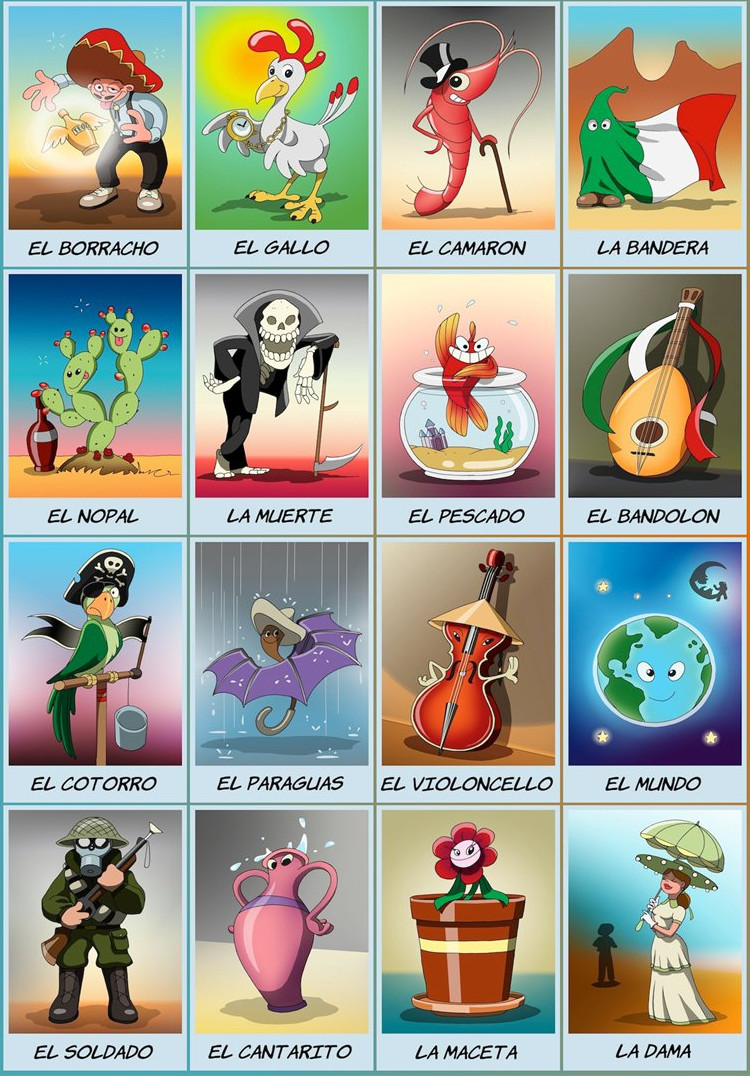 EL BORRACHO
EL GALLO
EL CAMARON
LA BANDERA
EL NOPAL
LA MUERTE
EL PESCADO
EL BANDOLON
EL COTORRO
EL PARAGUAS
EL VIOLONCELLO
EL MUNDO
EL SOLDADO
EL CANTARITO
LA MACETA
LA DAMA